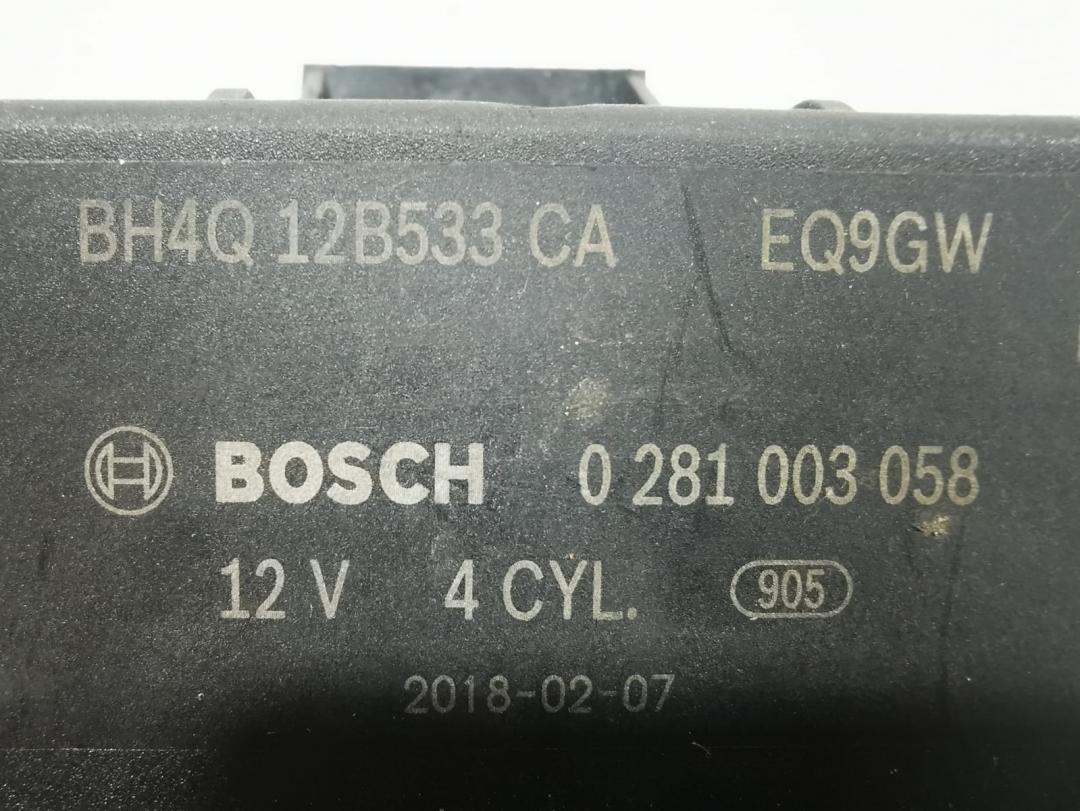 BH4Q 12B533 CA EQ9GW
BOSCH 0 281 003 058
12 V 4 CYL. 905
2018-02-07